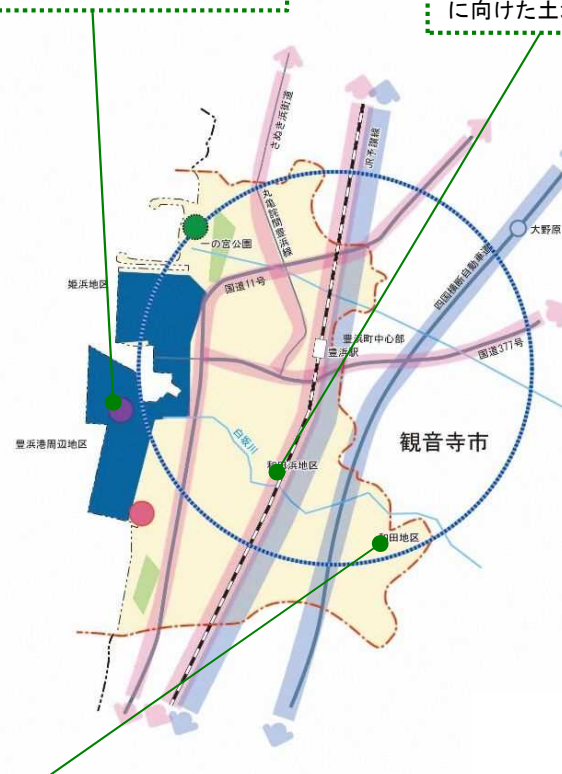 に向けた土
さぬき浜街道
JR予讃線
丸亀詫間豊浜線
大野原
一の宮公園
四国横断自動車道
姫浜地区
国道11号
豊浜町中心部
豊浜駅
国道377号
豊浜港周辺地区
白坂川
観音寺市
和田浜地区
和田地区